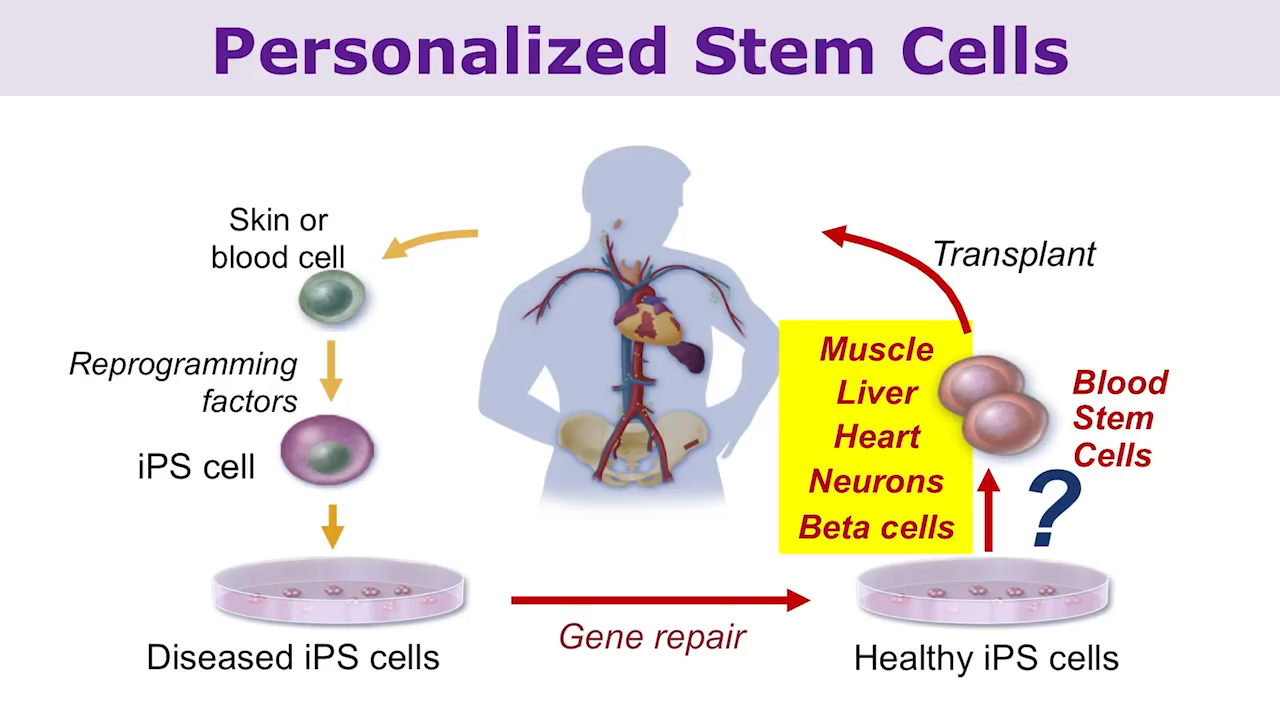 Personalized Stem Cells
Skin or
blood cell
Reprogramming
factors
iPS cell
Diseased iPS cells
Gene repair
Transplant
Muscle
Liver
Heart
Neurons
Beta cells
Blood
Stem
Cells
?
Healthy iPS cells